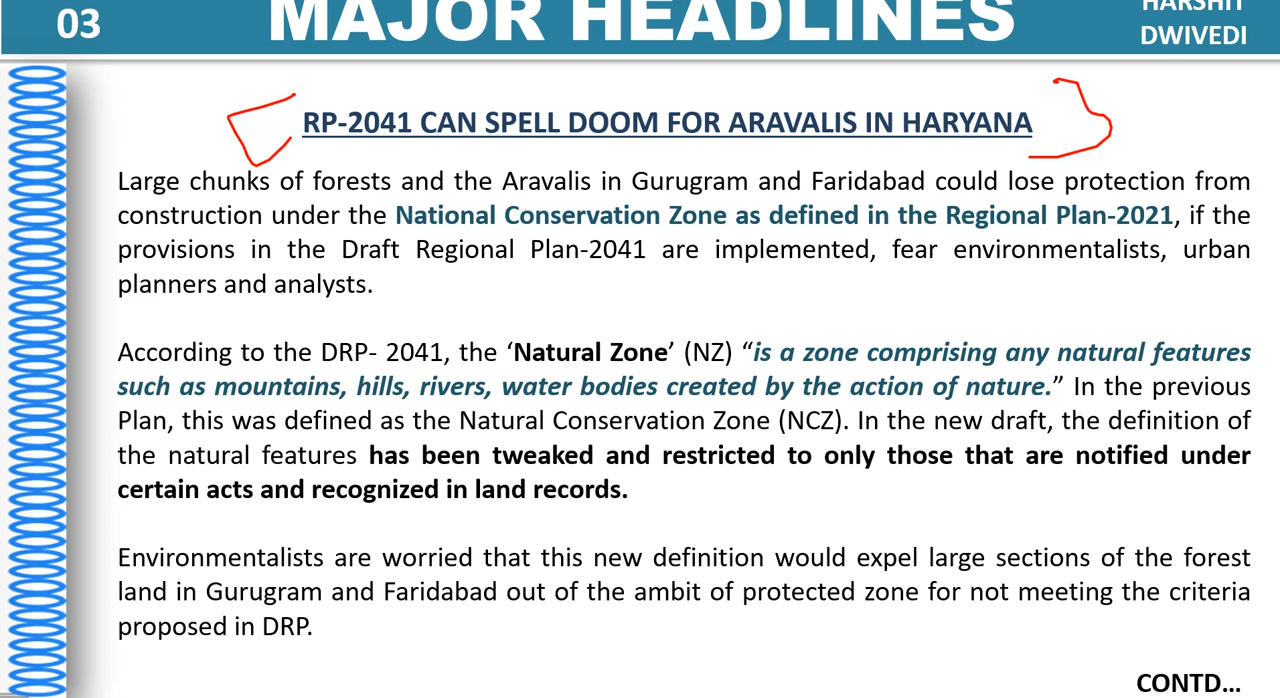 03
MAJOR HEADLINES
HARSHIT
DWIVEDI
RP-2041 CAN SPELL DOOM FOR ARAVALIS IN HARYANA
Large chunks of forests and the Aravalis in Gurugram and Faridabad could lose protection from
construction under the National Conservation Zone as defined in the Regional Plan-2021, if the
provisions in the Draft Regional Plan-2041 are implemented, fear environmentalists, urban
planners and analysts.
According to the DRP- 2041, the ‘Natural Zone’ (NZ) “is a zone comprising any natural features
such as mountains, hills, rivers, water bodies created by the action of nature.” In the previous
Plan, this was defined as the Natural Conservation Zone (NCZ). In the new draft, the definition of
the natural features has been tweaked and restricted to only those that are notified under
certain acts and recognized in land records.
Environmentalists are worried that this new definition would expel large sections of the forest
land in Gurugram and Faridabad out of the ambit of protected zone for not meeting the criteria
proposed in DRP.
CONTD...